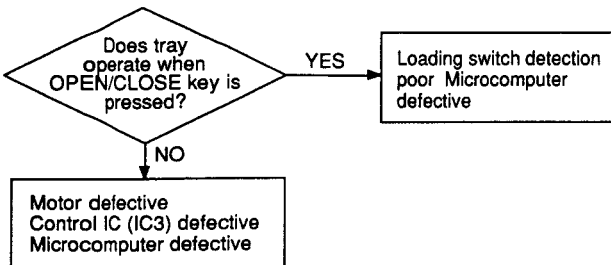 Does tray
operate when
OPEN/CLOSE key is
pressed?
YES
Loading switch detection
poor Microcomputer
defective
NO
Motor defective
Control IC (IC3) defective
Microcomputer defective